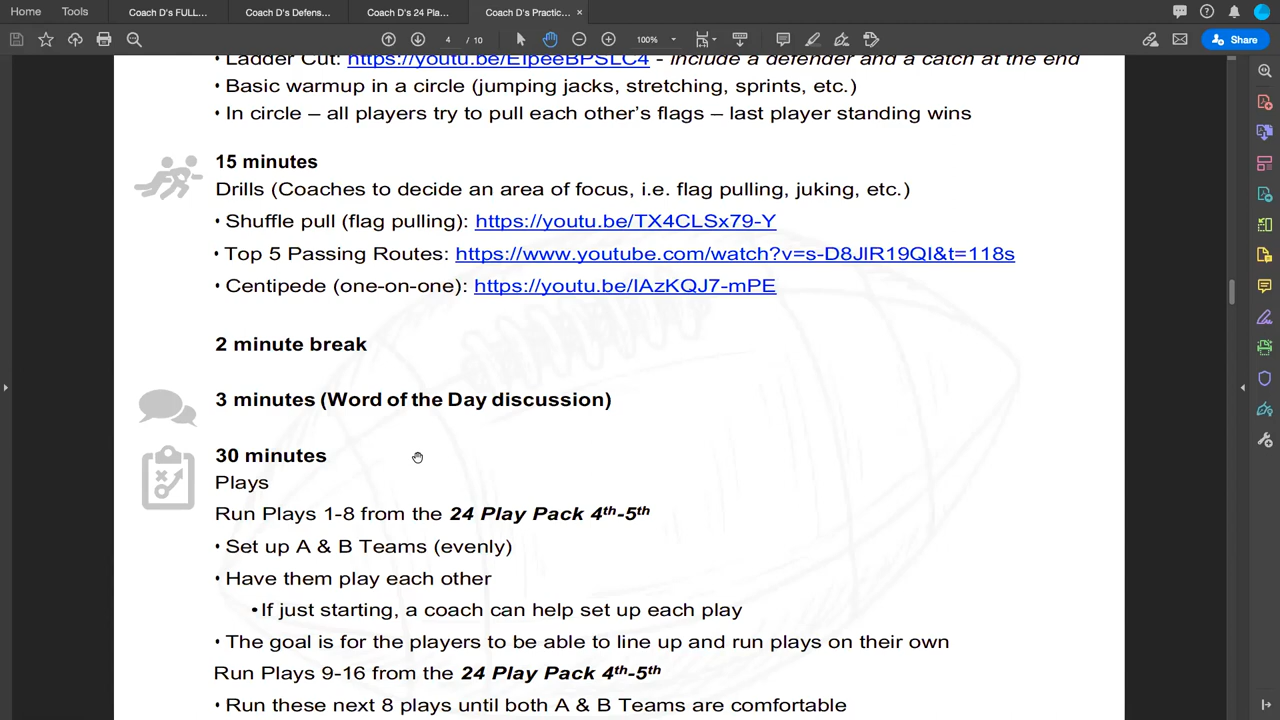 Home
Tools
Coach D's FULL...
Coach D's Defens...
Coach D's 24 Pla...
Coach D's Practic...
4 / 10
100%
Share
• Ladder Cut: https://youtu.be/EIpeeBPSLC4 - include a defender and a catch at the end
• Basic warmup in a circle (jumping jacks, stretching, sprints, etc.)
• In circle – all players try to pull each other's flags – last player standing wins
15 minutes
Drills (Coaches to decide an area of focus, i.e. flag pulling, juking, etc.)
• Shuffle pull (flag pulling): https://youtu.be/TX4CLSx79-Y
• Top 5 Passing Routes: https://www.youtube.com/watch?v=s-D8JIR19QI&t=118s
• Centipede (one-on-one): https://youtu.be/lAzKQJ7-mPE
2 minute break
3 minutes (Word of the Day discussion)
30 minutes
Plays
Run Plays 1-8 from the 24 Play Pack 4th-5th
• Set up A & B Teams (evenly)
• Have them play each other
• If just starting, a coach can help set up each play
• The goal is for the players to be able to line up and run plays on their own
Run Plays 9-16 from the 24 Play Pack 4th-5th
• Run these next 8 plays until both A & B Teams are comfortable